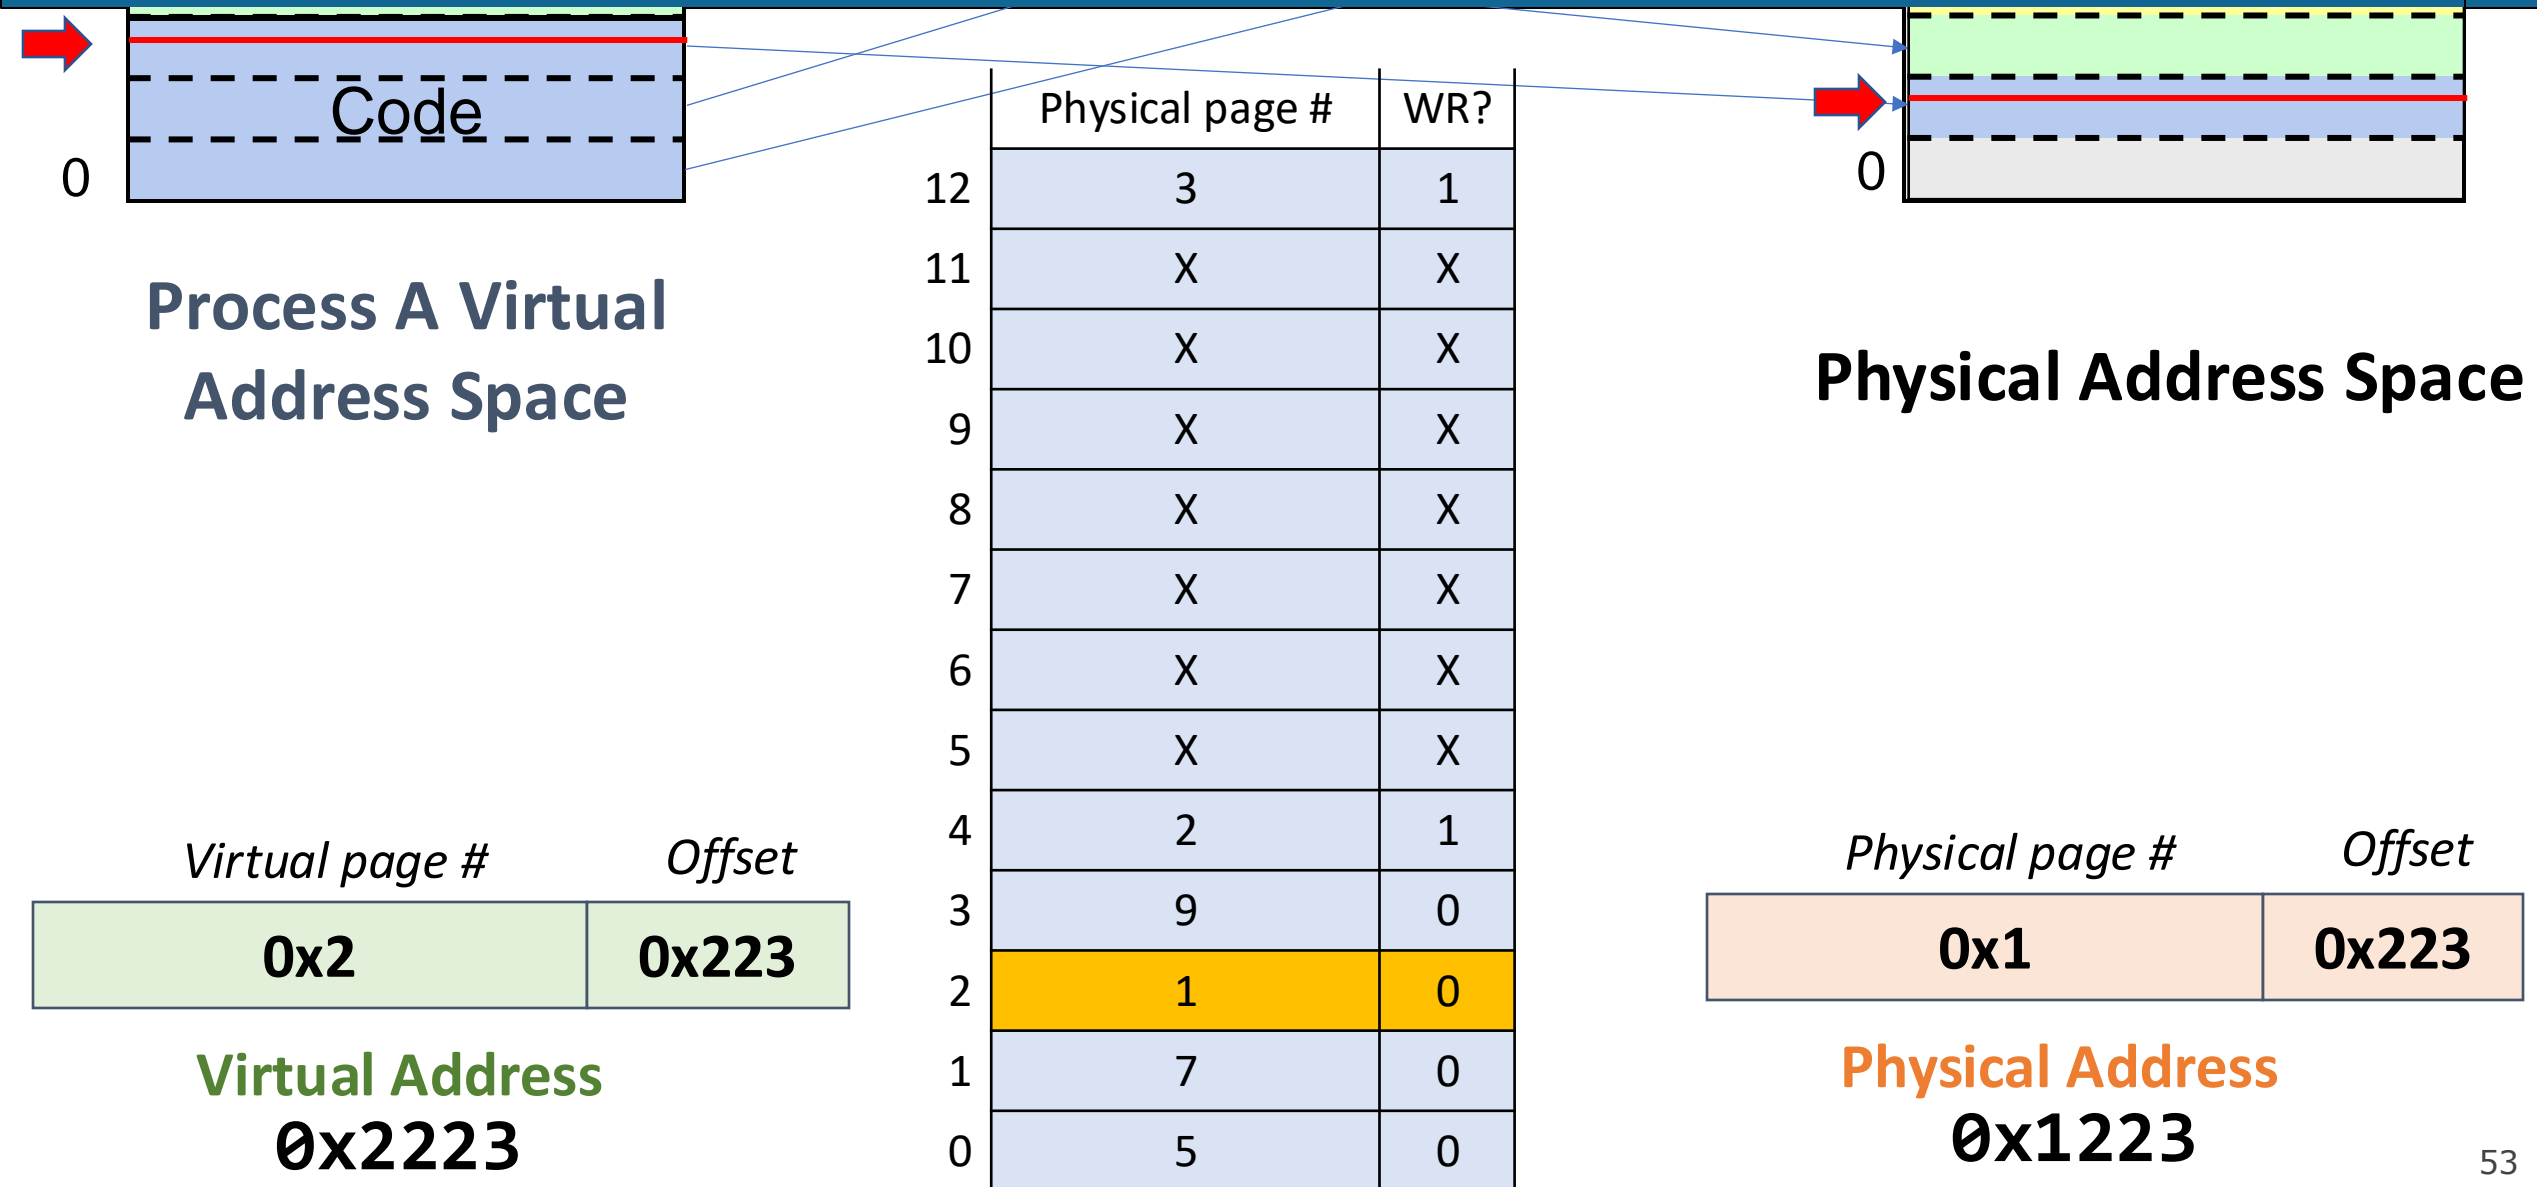 Code
0
0
Process A Virtual
Address Space
Physical Address Space
Physical page # WR?
12 3 1
11 X X
10 X X
9 X X
8 X X
7 X X
6 X X
5 X X
4 2 1
3 9 0
2 1 0
1 7 0
0 5 0
Virtual page # Offset
0x2 0x223
Virtual Address
0x2223
Physical page # Offset
0x1 0x223
Physical Address
0x1223
53